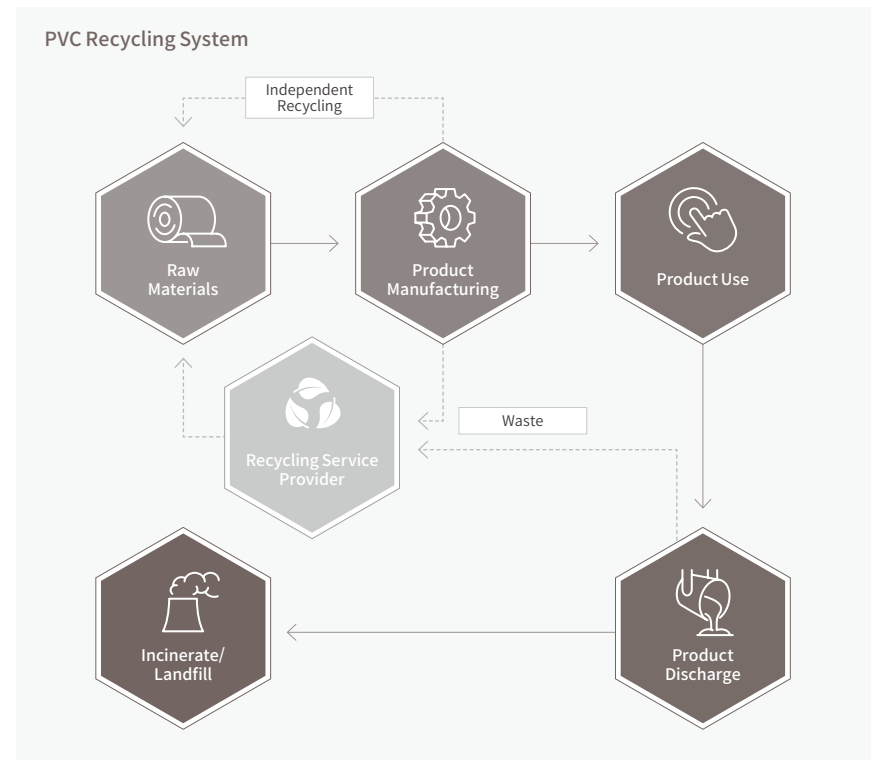 PVC Recycling System
Independent
Recycling
Raw
Materials
Product
Manufacturing
Product Use
Waste
Recycling Service
Provider
Incinerate/
Landfill
Product
Discharge